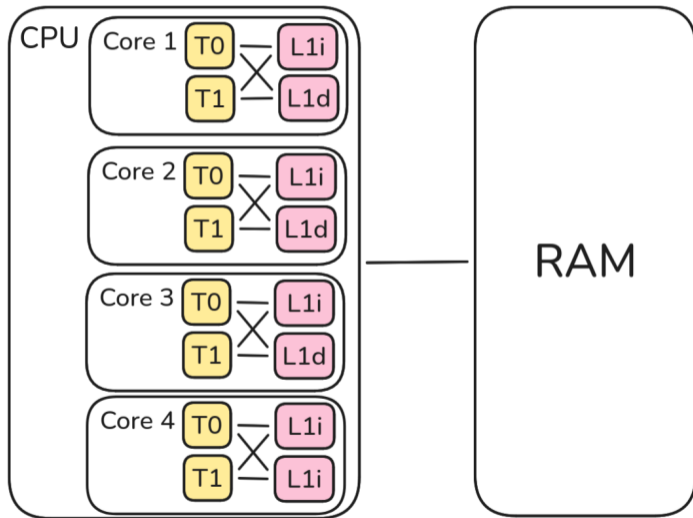 CPU
Core 1 T0 L1i
T1 L1d
Core 2 T0 L1i
T1 L1d
RAM
Core 3 T0 L1i
T1 L1d
Core 4 T0 L1i
T1 L1i